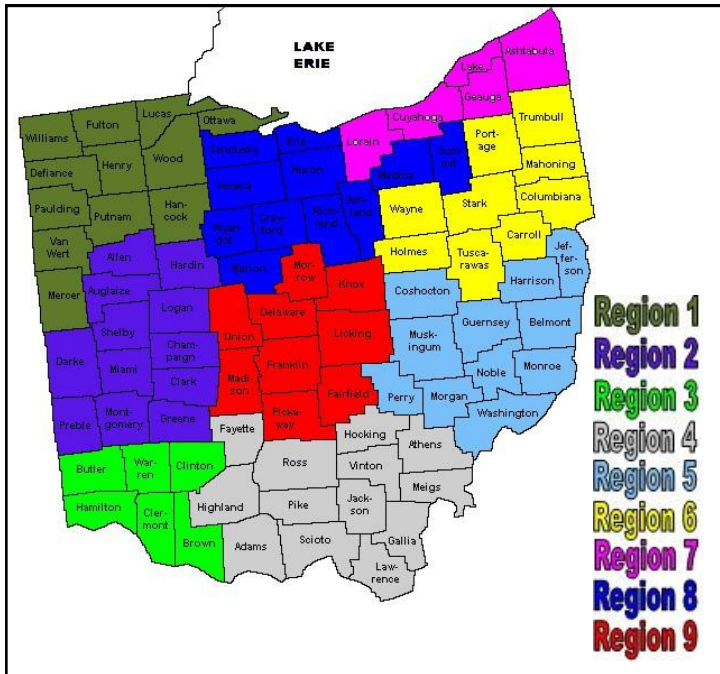 LAKE
ERIE
Ashtabula
Lake
Geauga
Cuyahoga
Lorain
Trumbull
Port-
age
Mahoning
Columbiana
Williams
Fulton
Lucas
Ottawa
Defiance
Henry
Wood
Paulding
Putnam
Han-
cock
Van
Wert
Mercer
Sandusky
Erie
Seneca
Huron
Medina
Sum-
mit
Wyan-
dot
Craw-
ford
Rich-
land
Ash-
land
Marion
Wayne
Stark
Holmes
Tusca-
rawas
Carroll
Jef-
fer-
son
Allen
Hardin
Auglaize
Logan
Shelby
Cham-
paign
Darke
Miami
Clark
Preble
Mont-
gomery
Greene
Mor-
row
Knox
Union
Delaware
Licking
Madi-
son
Franklin
Fairfield
Picka-
way
Coshocton
Harrison
Mus-
kingum
Guernsey
Belmont
Noble
Monroe
Perry
Morgan
Washington
Fayette
Hocking
Athens
Ross
Vinton
Meigs
Highland
Pike
Jack-
son
Gallia
Adams
Scioto
Law-
rence
Butler
War-
ren
Clinton
Hamilton
Cler-
mont
Brown
Region 1
Region 2
Region 3
Region 4
Region 5
Region 6
Region 7
Region 8
Region 9